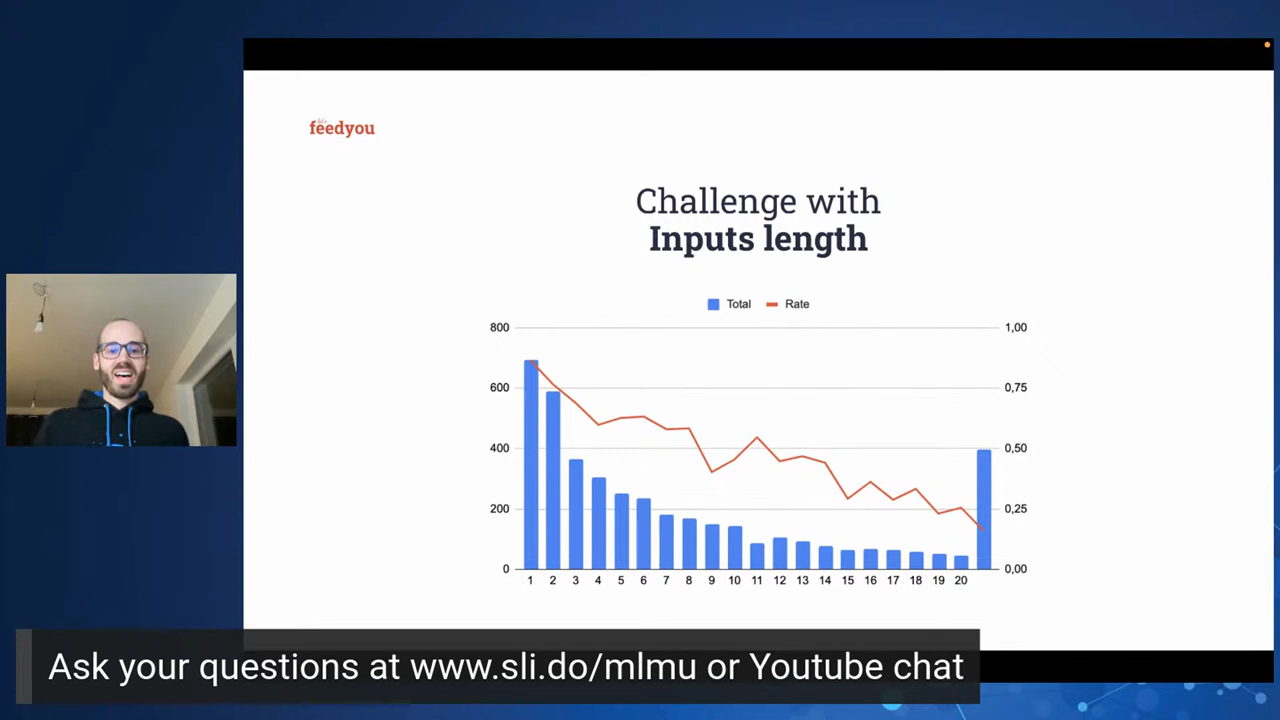 feedyou
Challenge with
Inputs length
Total Rate
800 1,00
600 0,75
400 0,50
200 0,25
0 0,00
1 2 3 4 5 6 7 8 9 10 11 12 13 14 15 16 17 18 19 20
Ask your questions at www.sli.do/mlmu or Youtube chat